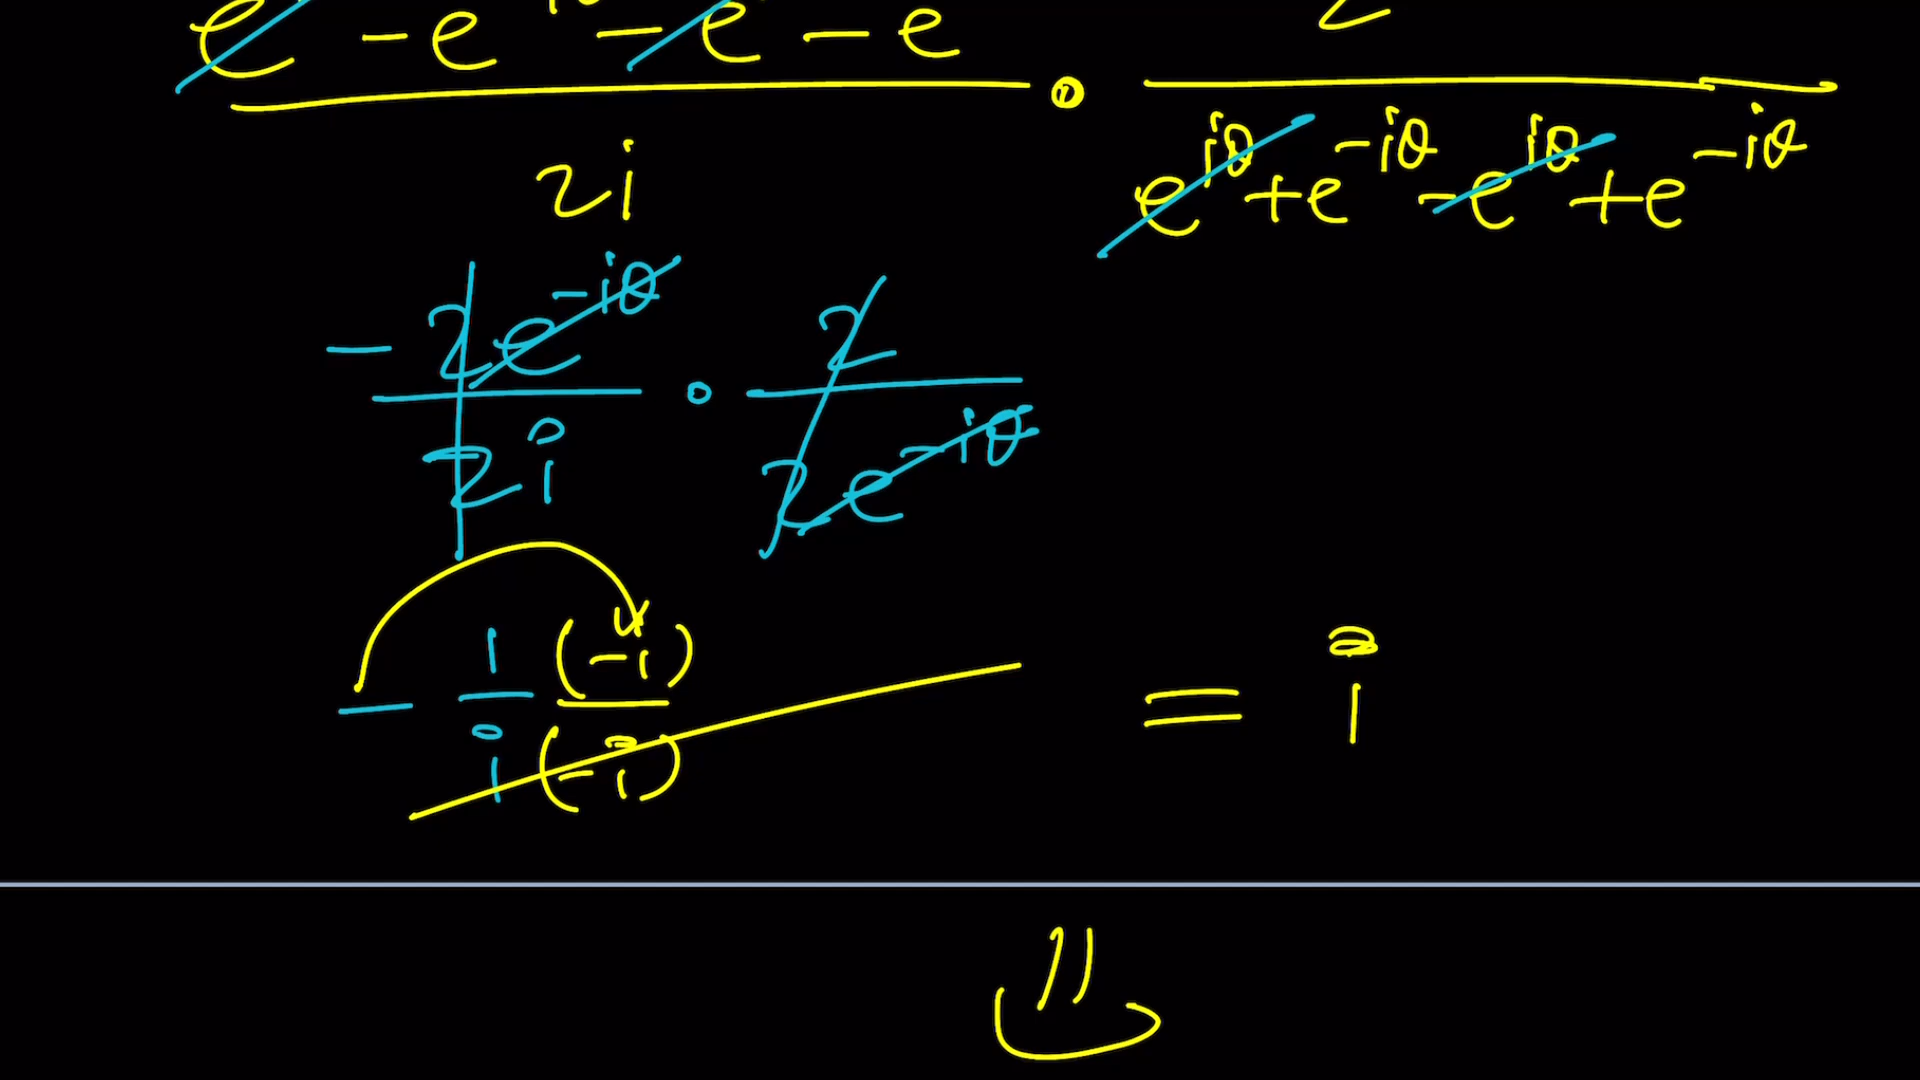 e - e - e - e 2
2i e^{iθ} + e^{-iθ} - e^{iθ} + e^{-iθ}
- 2e^{-iθ} · 2
2i 2e^{-iθ}
- 1 (-i) = i
i (-i)